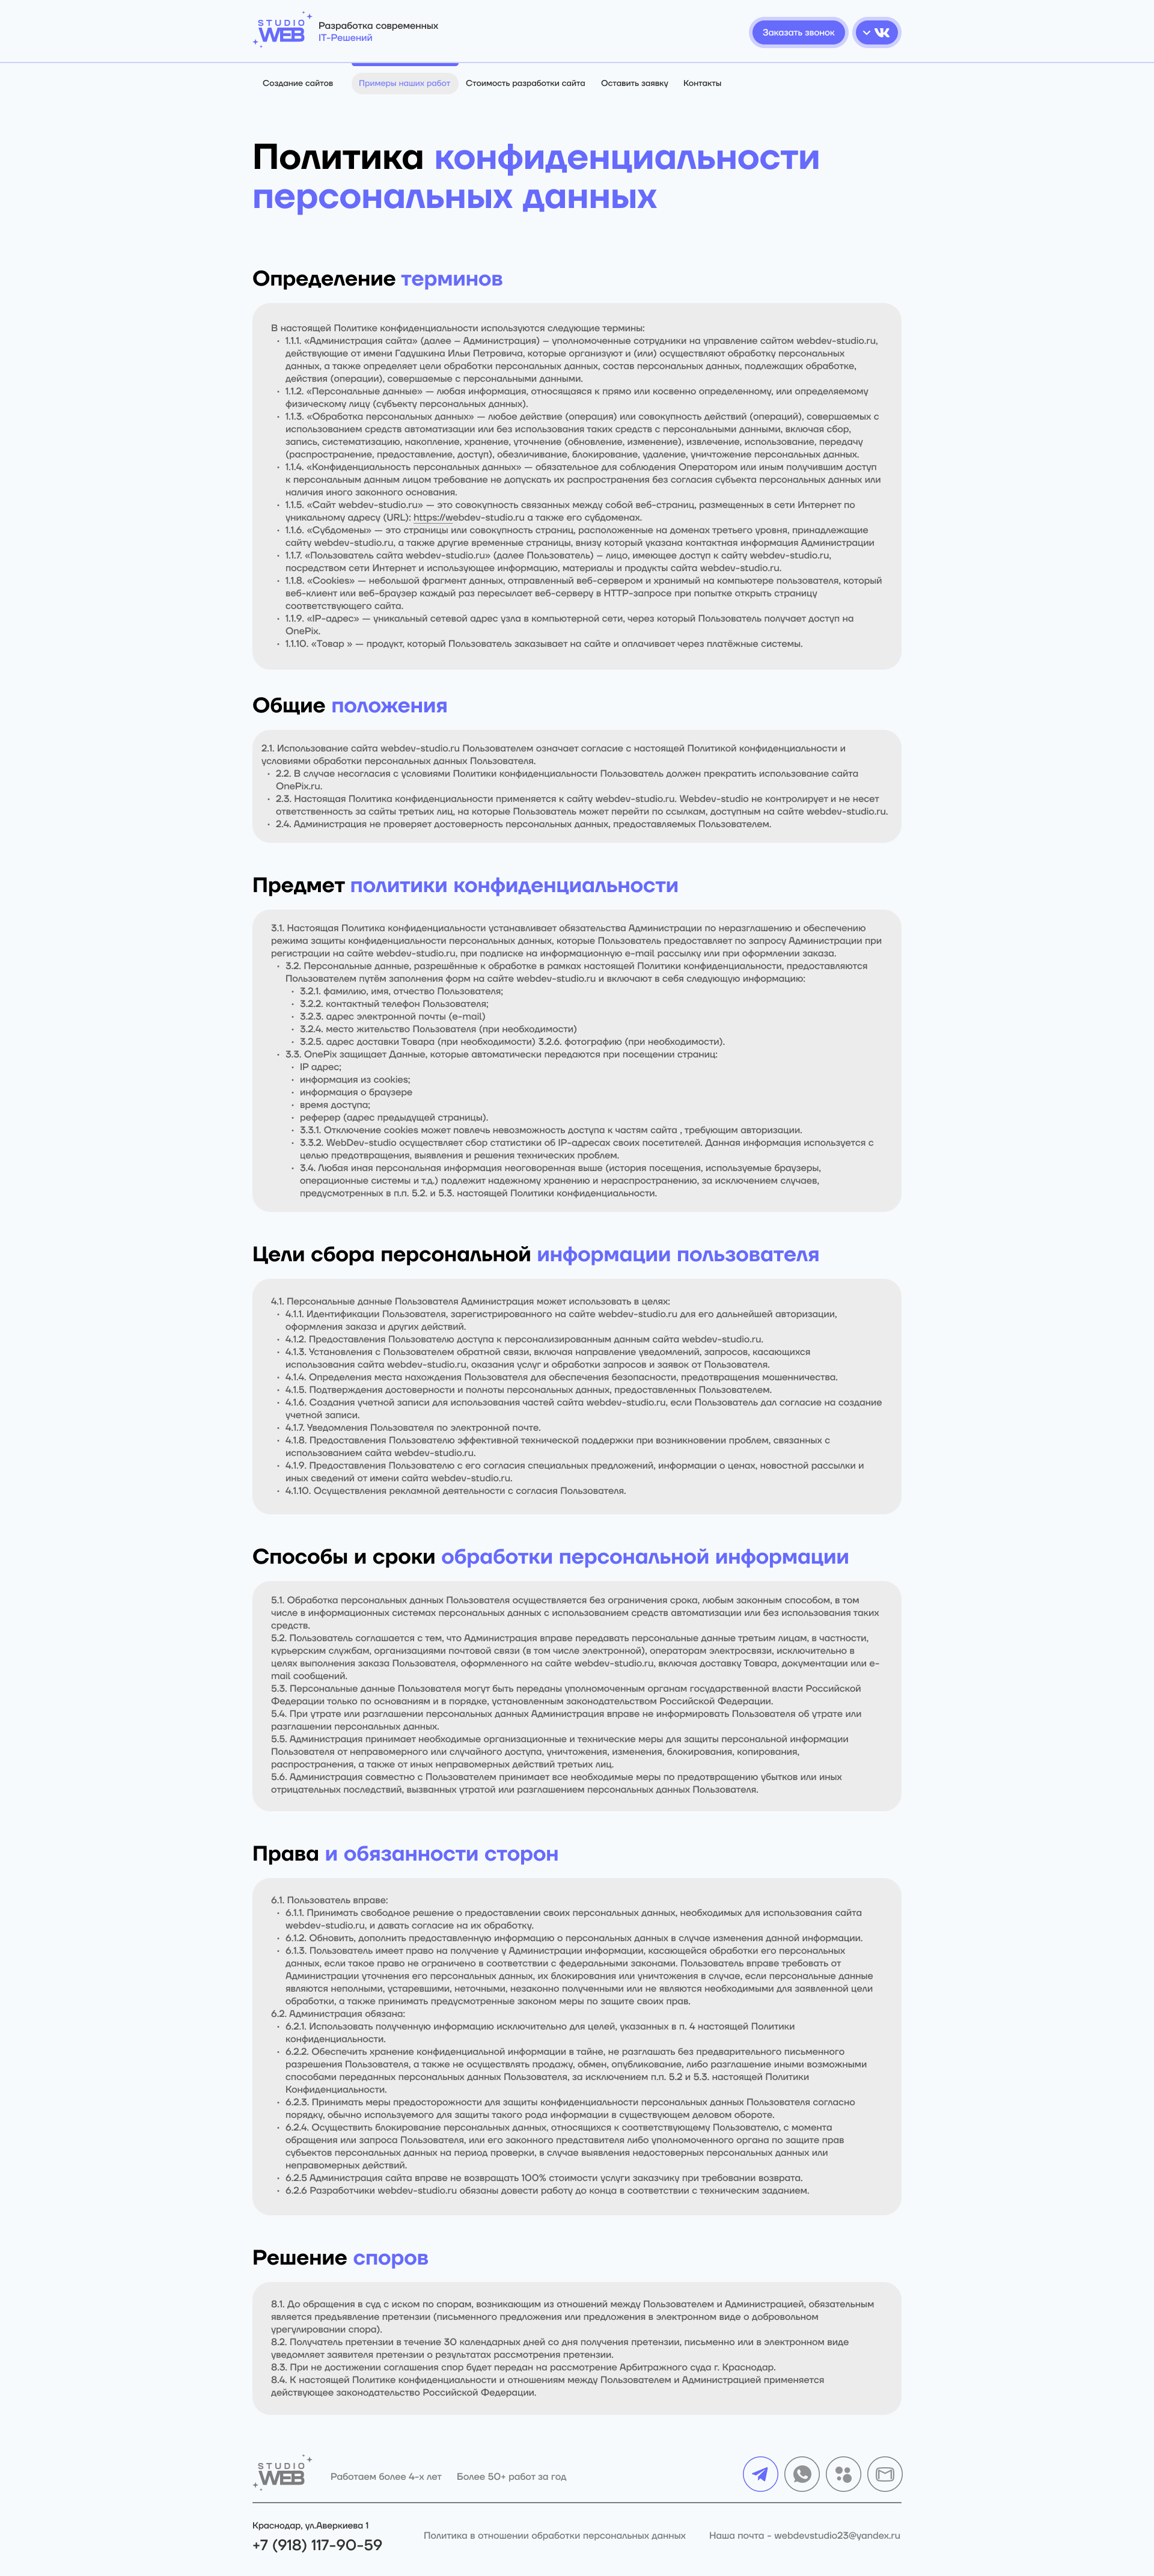 STUDIO
WEB
Разработка современных
IT-Решений
Заказать звонок
Создание сайтов
Примеры наших работ
Стоимость разработки сайта
Оставить заявку
Контакты
Политика конфиденциальности
персональных данных
Определение терминов
В настоящей Политике конфиденциальности используются следующие термины:
• 1.1.1. «Администрация сайта» (далее – Администрация) – уполномоченные сотрудники на управление сайтом webdev-studio.ru,
действующие от имени Гадушкина Ильи Петровича, которые организуют и (или) осуществляют обработку персональных
данных, а также определяет цели обработки персональных данных, состав персональных данных, подлежащих обработке,
действия (операции), совершаемые с персональными данными.
• 1.1.2. «Персональные данные» — любая информация, относящаяся к прямо или косвенно определенному, или определяемому
физическому лицу (субъекту персональных данных).
• 1.1.3. «Обработка персональных данных» — любое действие (операция) или совокупность действий (операций), совершаемых с
использованием средств автоматизации или без использования таких средств с персональными данными, включая сбор,
запись, систематизацию, накопление, хранение, уточнение (обновление, изменение), извлечение, использование, передачу
(распространение, предоставление, доступ), обезличивание, блокирование, удаление, уничтожение персональных данных.
• 1.1.4. «Конфиденциальность персональных данных» — обязательное для соблюдения Оператором или иным получившим доступ
к персональным данным лицом требование не допускать их распространения без согласия субъекта персональных данных или
наличия иного законного основания.
• 1.1.5. «Сайт webdev-studio.ru» — это совокупность связанных между собой веб-страниц, размещенных в сети Интернет по
уникальному адресу (URL): https://webdev-studio.ru а также его субдоменах.
• 1.1.6. «Субдомены» — это страницы или совокупность страниц, расположенные на доменах третьего уровня, принадлежащие
сайту webdev-studio.ru, а также другие временные страницы, внизу который указана контактная информация Администрации
• 1.1.7. «Пользователь сайта webdev-studio.ru» (далее Пользователь) – лицо, имеющее доступ к сайту webdev-studio.ru,
посредством сети Интернет и использующее информацию, материалы и продукты сайта webdev-studio.ru.
• 1.1.8. «Cookies» — небольшой фрагмент данных, отправленный веб-сервером и хранимый на компьютере пользователя, который
веб-клиент или веб-браузер каждый раз пересылает веб-серверу в HTTP-запросе при попытке открыть страницу
соответствующего сайта.
• 1.1.9. «IP-адрес» — уникальный сетевой адрес узла в компьютерной сети, через который Пользователь получает доступ на
OnePix.
• 1.1.10. «Товар » — продукт, который Пользователь заказывает на сайте и оплачивает через платёжные системы.
Общие положения
2.1. Использование сайта webdev-studio.ru Пользователем означает согласие с настоящей Политикой конфиденциальности и
условиями обработки персональных данных Пользователя.
• 2.2. В случае несогласия с условиями Политики конфиденциальности Пользователь должен прекратить использование сайта
OnePix.ru.
• 2.3. Настоящая Политика конфиденциальности применяется к сайту webdev-studio.ru. Webdev-studio не контролирует и не несет
ответственность за сайты третьих лиц, на которые Пользователь может перейти по ссылкам, доступным на сайте webdev-studio.ru.
• 2.4. Администрация не проверяет достоверность персональных данных, предоставляемых Пользователем.
Предмет политики конфиденциальности
3.1. Настоящая Политика конфиденциальности устанавливает обязательства Администрации по неразглашению и обеспечению
режима защиты конфиденциальности персональных данных, которые Пользователь предоставляет по запросу Администрации при
регистрации на сайте webdev-studio.ru, при подписке на информационную e-mail рассылку или при оформлении заказа.
• 3.2. Персональные данные, разрешённые к обработке в рамках настоящей Политики конфиденциальности, предоставляются
Пользователем путём заполнения форм на сайте webdev-studio.ru и включают в себя следующую информацию:
• 3.2.1. фамилию, имя, отчество Пользователя;
• 3.2.2. контактный телефон Пользователя;
• 3.2.3. адрес электронной почты (e-mail)
• 3.2.4. место жительство Пользователя (при необходимости)
• 3.2.5. адрес доставки Товара (при необходимости) 3.2.6. фотографию (при необходимости).
• 3.3. OnePix защищает Данные, которые автоматически передаются при посещении страниц:
• IP адрес;
• информация из cookies;
• информация о браузере
• время доступа;
• реферер (адрес предыдущей страницы).
• 3.3.1. Отключение cookies может повлечь невозможность доступа к частям сайта , требующим авторизации.
• 3.3.2. WebDev-studio осуществляет сбор статистики об IP-адресах своих посетителей. Данная информация используется с
целью предотвращения, выявления и решения технических проблем.
• 3.4. Любая иная персональная информация неоговоренная выше (история посещения, используемые браузеры,
операционные системы и т.д.) подлежит надежному хранению и нераспространению, за исключением случаев,
предусмотренных в п.п. 5.2. и 5.3. настоящей Политики конфиденциальности.
Цели сбора персональной информации пользователя
4.1. Персональные данные Пользователя Администрация может использовать в целях:
• 4.1.1. Идентификации Пользователя, зарегистрированного на сайте webdev-studio.ru для его дальнейшей авторизации,
оформления заказа и других действий.
• 4.1.2. Предоставления Пользователю доступа к персонализированным данным сайта webdev-studio.ru.
• 4.1.3. Установления с Пользователем обратной связи, включая направление уведомлений, запросов, касающихся
использования сайта webdev-studio.ru, оказания услуг и обработки запросов и заявок от Пользователя.
• 4.1.4. Определения места нахождения Пользователя для обеспечения безопасности, предотвращения мошенничества.
• 4.1.5. Подтверждения достоверности и полноты персональных данных, предоставленных Пользователем.
• 4.1.6. Создания учетной записи для использования частей сайта webdev-studio.ru, если Пользователь дал согласие на создание
учетной записи.
• 4.1.7. Уведомления Пользователя по электронной почте.
• 4.1.8. Предоставления Пользователю эффективной технической поддержки при возникновении проблем, связанных с
использованием сайта webdev-studio.ru.
• 4.1.9. Предоставления Пользователю с его согласия специальных предложений, информации о ценах, новостной рассылки и
иных сведений от имени сайта webdev-studio.ru.
• 4.1.10. Осуществления рекламной деятельности с согласия Пользователя.
Способы и сроки обработки персональной информации
5.1. Обработка персональных данных Пользователя осуществляется без ограничения срока, любым законным способом, в том
числе в информационных системах персональных данных с использованием средств автоматизации или без использования таких
средств.
5.2. Пользователь соглашается с тем, что Администрация вправе передавать персональные данные третьим лицам, в частности,
курьерским службам, организациями почтовой связи (в том числе электронной), операторам электросвязи, исключительно в
целях выполнения заказа Пользователя, оформленного на сайте webdev-studio.ru, включая доставку Товара, документации или e-
mail сообщений.
5.3. Персональные данные Пользователя могут быть переданы уполномоченным органам государственной власти Российской
Федерации только по основаниям и в порядке, установленным законодательством Российской Федерации.
5.4. При утрате или разглашении персональных данных Администрация вправе не информировать Пользователя об утрате или
разглашении персональных данных.
5.5. Администрация принимает необходимые организационные и технические меры для защиты персональной информации
Пользователя от неправомерного или случайного доступа, уничтожения, изменения, блокирования, копирования,
распространения, а также от иных неправомерных действий третьих лиц.
5.6. Администрация совместно с Пользователем принимает все необходимые меры по предотвращению убытков или иных
отрицательных последствий, вызванных утратой или разглашением персональных данных Пользователя.
Права и обязанности сторон
6.1. Пользователь вправе:
• 6.1.1. Принимать свободное решение о предоставлении своих персональных данных, необходимых для использования сайта
webdev-studio.ru, и давать согласие на их обработку.
• 6.1.2. Обновить, дополнить предоставленную информацию о персональных данных в случае изменения данной информации.
• 6.1.3. Пользователь имеет право на получение у Администрации информации, касающейся обработки его персональных
данных, если такое право не ограничено в соответствии с федеральными законами. Пользователь вправе требовать от
Администрации уточнения его персональных данных, их блокирования или уничтожения в случае, если персональные данные
являются неполными, устаревшими, неточными, незаконно полученными или не являются необходимыми для заявленной цели
обработки, а также принимать предусмотренные законом меры по защите своих прав.
6.2. Администрация обязана:
• 6.2.1. Использовать полученную информацию исключительно для целей, указанных в п. 4 настоящей Политики
конфиденциальности.
• 6.2.2. Обеспечить хранение конфиденциальной информации в тайне, не разглашать без предварительного письменного
разрешения Пользователя, а также не осуществлять продажу, обмен, опубликование, либо разглашение иными возможными
способами переданных персональных данных Пользователя, за исключением п.п. 5.2 и 5.3. настоящей Политики
Конфиденциальности.
• 6.2.3. Принимать меры предосторожности для защиты конфиденциальности персональных данных Пользователя согласно
порядку, обычно используемого для защиты такого рода информации в существующем деловом обороте.
• 6.2.4. Осуществить блокирование персональных данных, относящихся к соответствующему Пользователю, с момента
обращения или запроса Пользователя, или его законного представителя либо уполномоченного органа по защите прав
субъектов персональных данных на период проверки, в случае выявления недостоверных персональных данных или
неправомерных действий.
• 6.2.5 Администрация сайта вправе не возвращать 100% стоимости услуги заказчику при требовании возврата.
• 6.2.6 Разработчики webdev-studio.ru обязаны довести работу до конца в соответствии с техническим заданием.
Решение споров
8.1. До обращения в суд с иском по спорам, возникающим из отношений между Пользователем и Администрацией, обязательным
является предъявление претензии (письменного предложения или предложения в электронном виде о добровольном
урегулировании спора).
8.2. Получатель претензии в течение 30 календарных дней со дня получения претензии, письменно или в электронном виде
уведомляет заявителя претензии о результатах рассмотрения претензии.
8.3. При не достижении соглашения спор будет передан на рассмотрение Арбитражного суда г. Краснодар.
8.4. К настоящей Политике конфиденциальности и отношениям между Пользователем и Администрацией применяется
действующее законодательство Российской Федерации.
STUDIO
WEB
Работаем более 4-х лет
Более 50+ работ за год
Краснодар, ул.Аверкиева 1
+7 (918) 117-90-59
Политика в отношении обработки персональных данных
Наша почта - webdevstudio23@yandex.ru